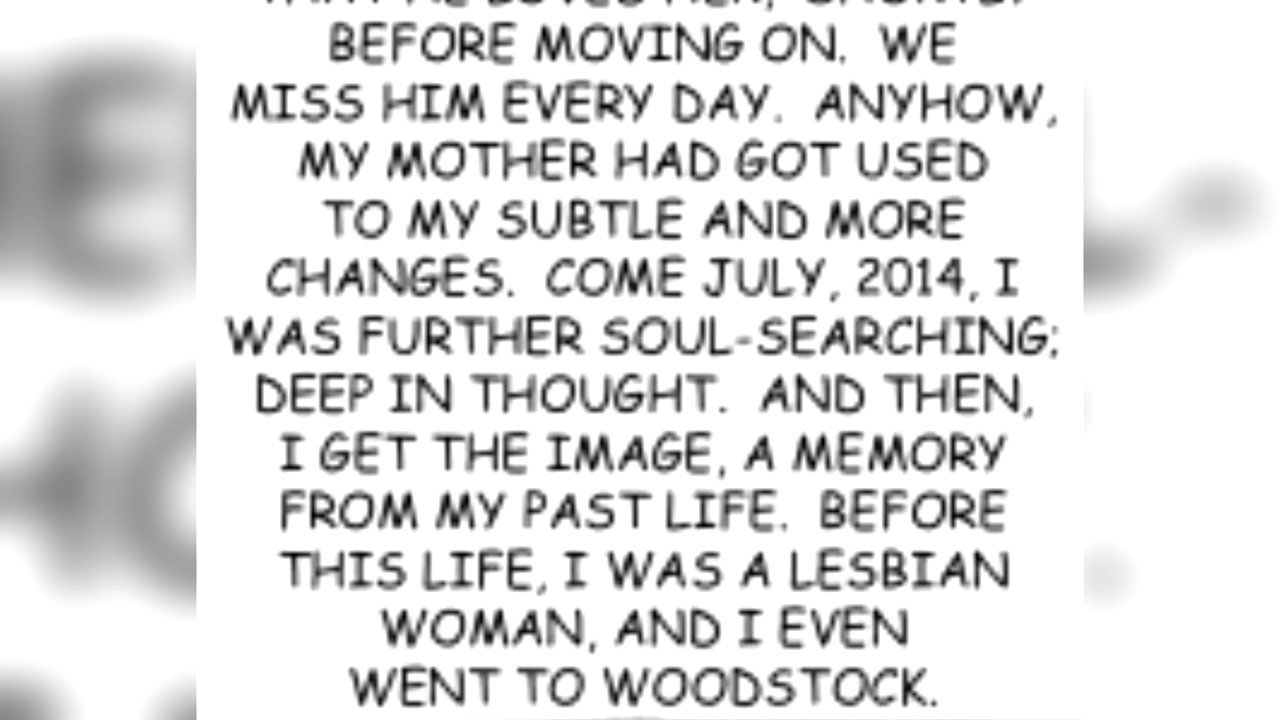 BEFORE MOVING ON.  WE
MISS HIM EVERY DAY.  ANYHOW,
MY MOTHER HAD GOT USED
TO MY SUBTLE AND MORE
CHANGES.  COME JULY, 2014, I
WAS FURTHER SOUL-SEARCHING;
DEEP IN THOUGHT.  AND THEN,
I GET THE IMAGE, A MEMORY
FROM MY PAST LIFE.  BEFORE
THIS LIFE, I WAS A LESBIAN
WOMAN, AND I EVEN
WENT TO WOODSTOCK.